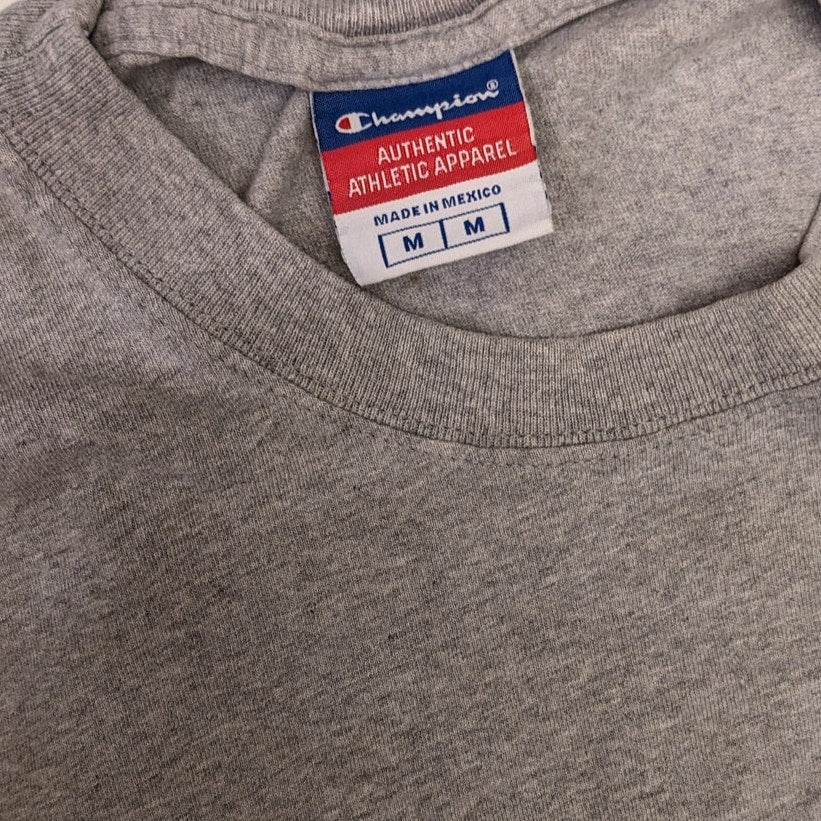 Champion®
AUTHENTIC
ATHLETIC APPAREL
MADE IN MEXICO
M M